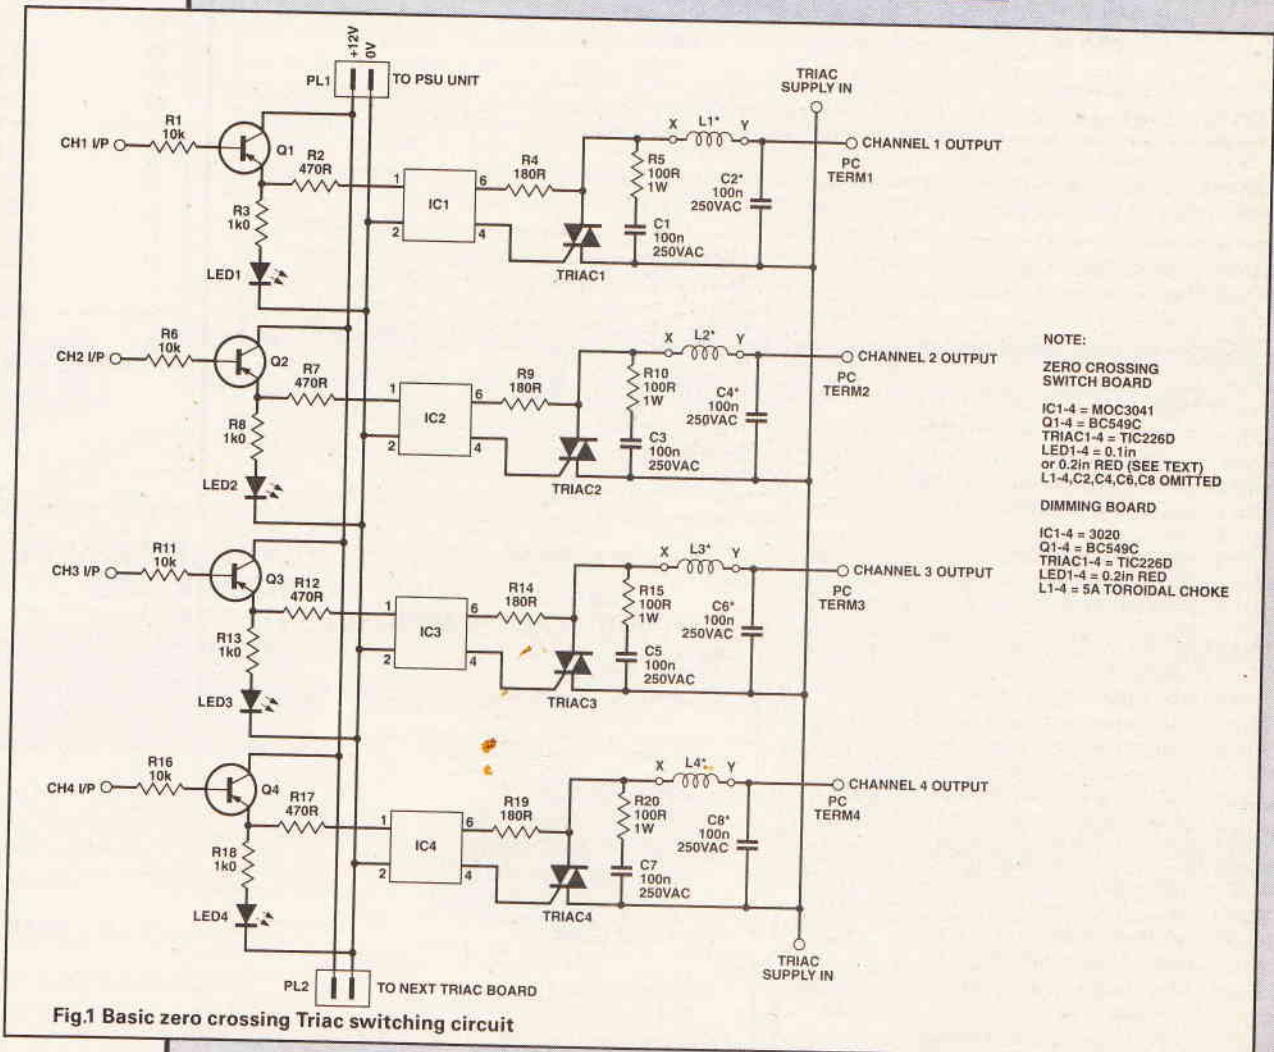 +12V
0V
PL1
TO PSU UNIT
TRIAC
SUPPLY IN
R1
10k
CH1 I/P
Q1
R2
470R
R3
1k0
LED1
1
2
IC1
6
4
R4
180R
TRIAC1
R5
100R
1W
C1
100n
250VAC
X
L1*
Y
C2*
100n
250VAC
CHANNEL 1 OUTPUT
PC
TERM1
R6
10k
CH2 I/P
Q2
R7
470R
R8
1k0
LED2
1
2
IC2
6
4
R9
180R
TRIAC2
R10
100R
1W
C3
100n
250VAC
X
L2*
Y
C4*
100n
250VAC
CHANNEL 2 OUTPUT
PC
TERM2
R11
10k
CH3 I/P
Q3
R12
470R
R13
1k0
LED3
1
2
IC3
6
4
R14
180R
TRIAC3
R15
100R
1W
C5
100n
250VAC
X
L3*
Y
C6*
100n
250VAC
CHANNEL 3 OUTPUT
PC
TERM3
R16
10k
CH4 I/P
Q4
R17
470R
R18
1k0
LED4
1
2
IC4
6
4
R19
180R
TRIAC4
R20
100R
1W
C7
100n
250VAC
X
L4*
Y
C8*
100n
250VAC
CHANNEL 4 OUTPUT
PC
TERM4
TRIAC
SUPPLY IN
PL2
TO NEXT TRIAC BOARD
NOTE:
ZERO CROSSING
SWITCH BOARD
IC1-4 = MOC3041
Q1-4 = BC549C
TRIAC1-4 = TIC226D
LED1-4 = 0.1in
or 0.2in RED (SEE TEXT)
L1-4,C2,C4,C6,C8 OMITTED
DIMMING BOARD
IC1-4 = 3020
Q1-4 = BC549C
TRIAC1-4 = TIC226D
LED1-4 = 0.2in RED
L1-4 = 5A TOROIDAL CHOKE
Fig.1 Basic zero crossing Triac switching circuit